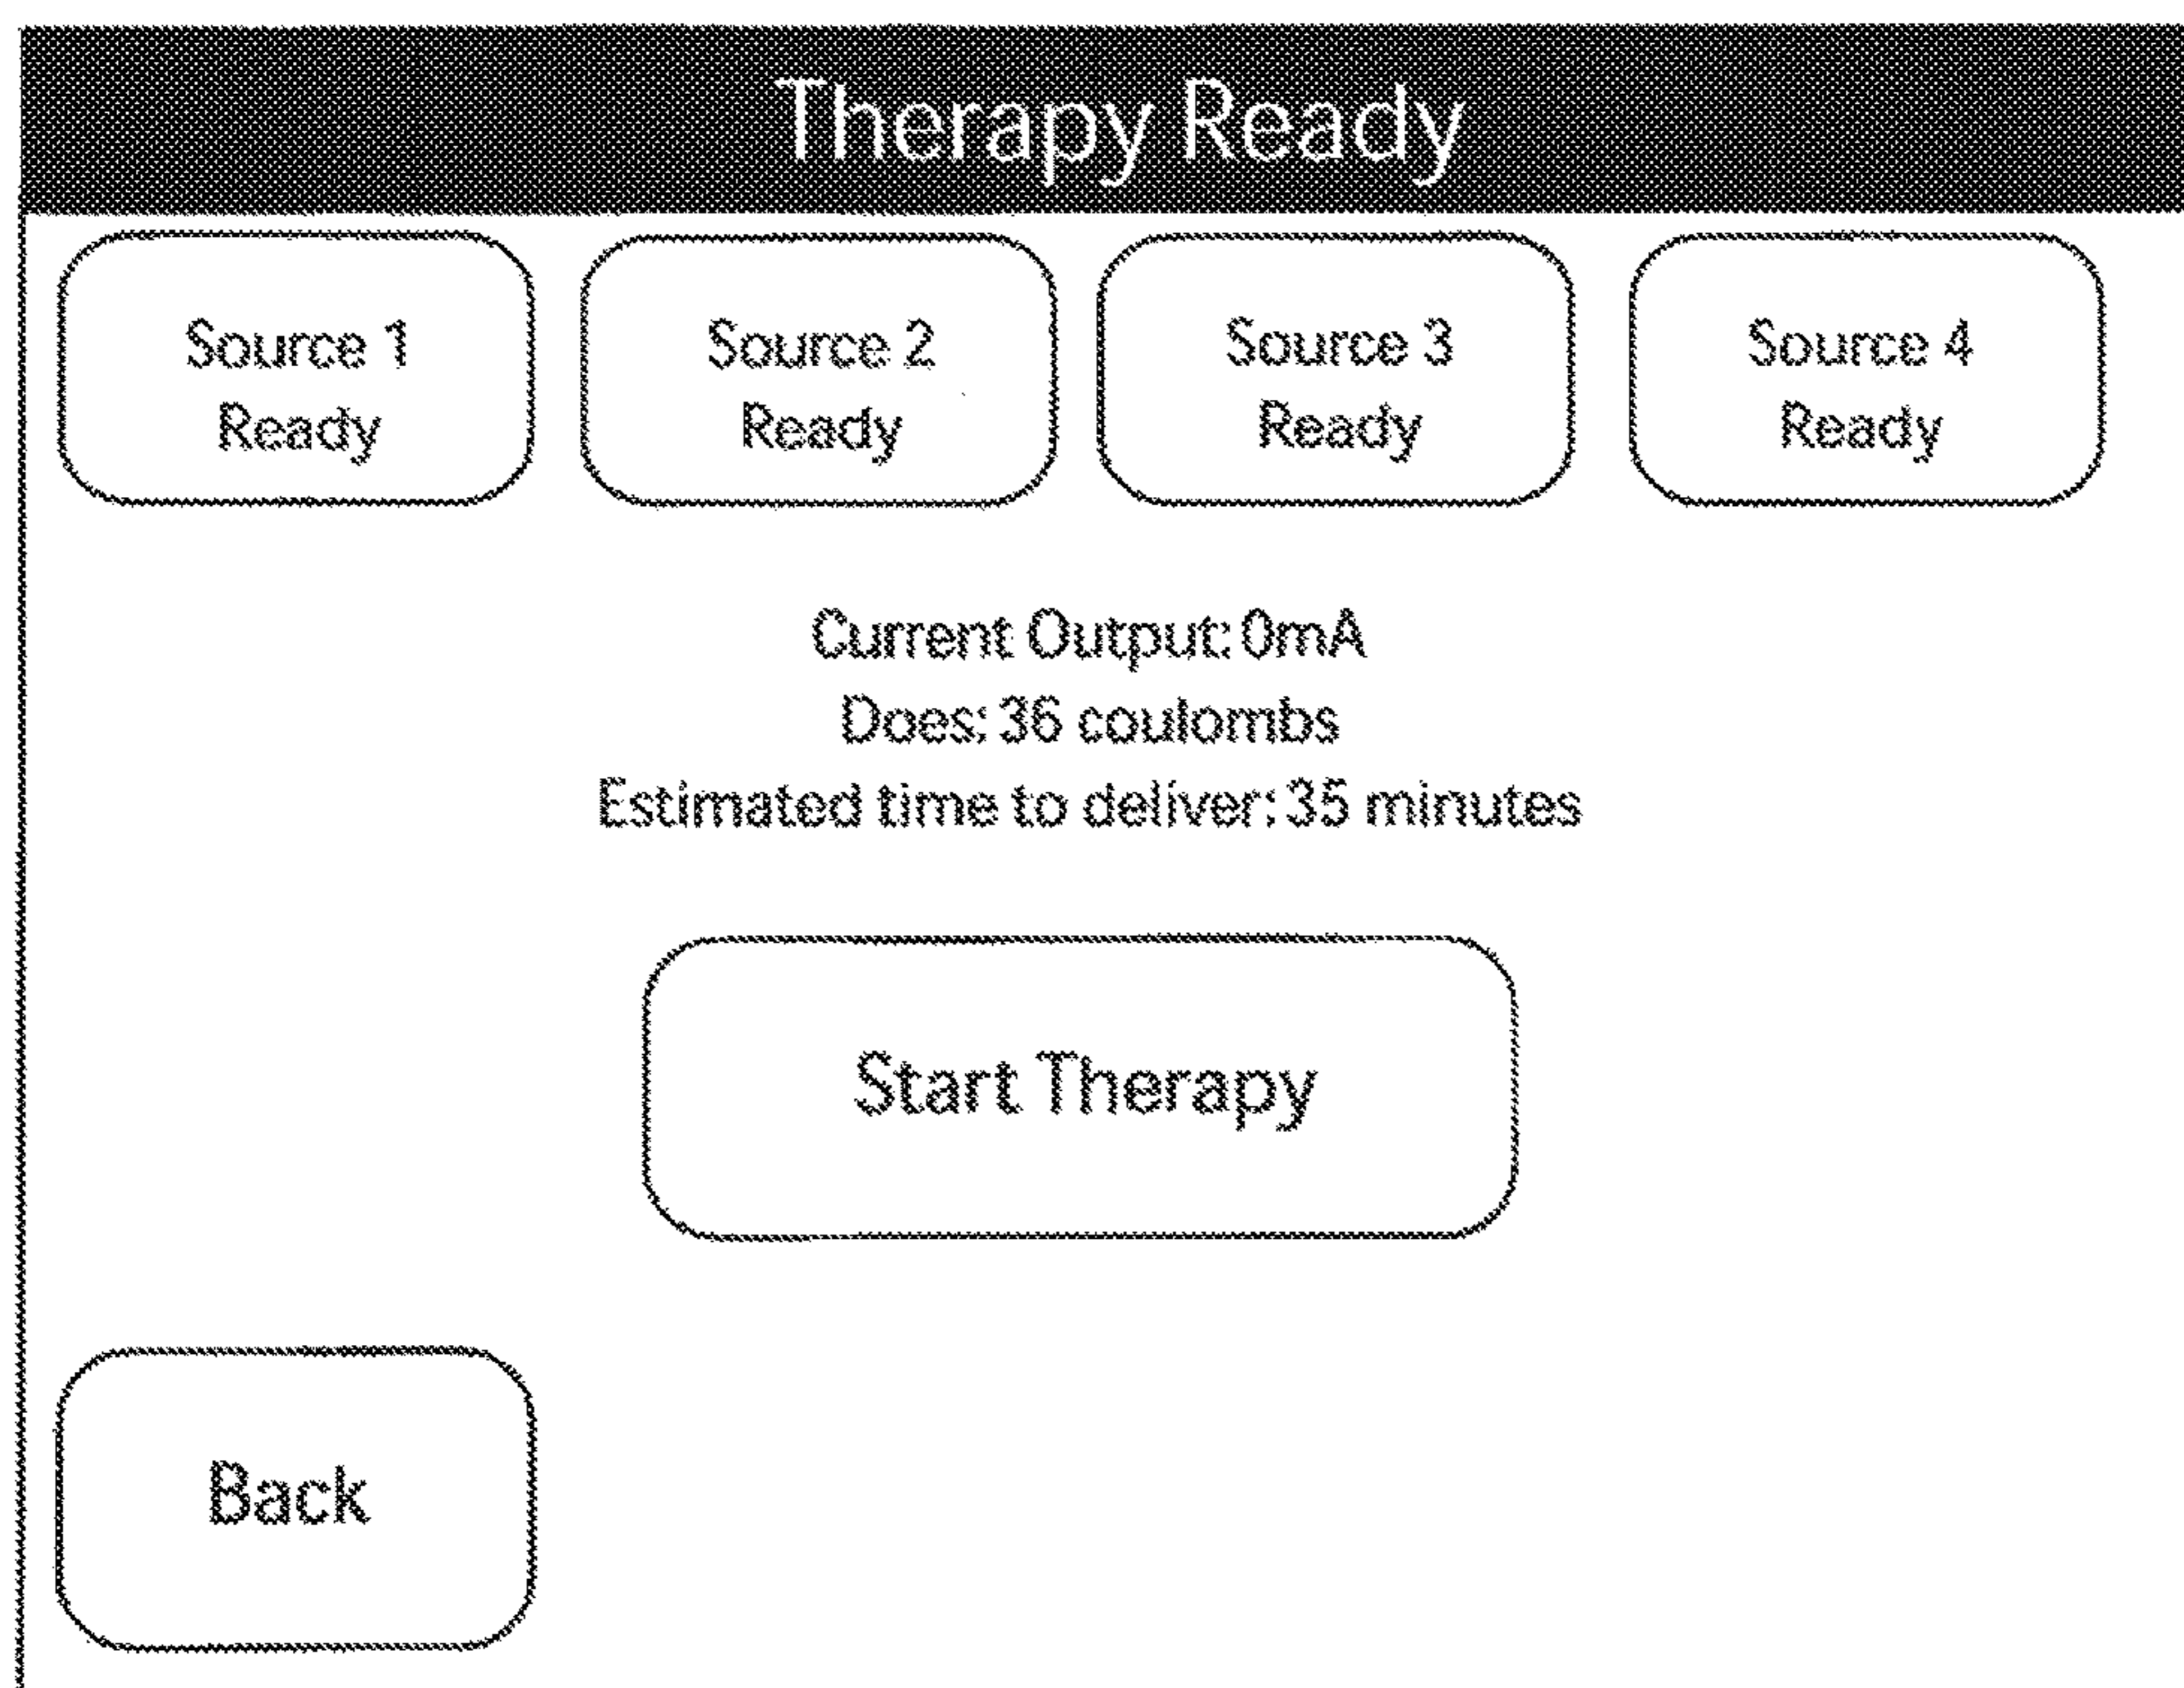 Therapy Ready
Source 1
Ready
Source 2
Ready
Source 3
Ready
Source 4
Ready
Current Output: 0mA
Does: 36 coulombs
Estimated time to deliver: 35 minutes
Start Therapy
Back